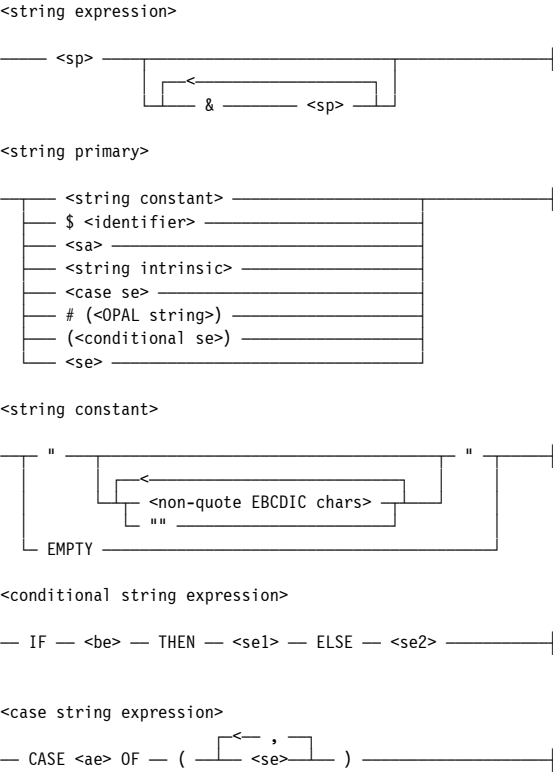 <string expression>
<sp>
<
& <sp>
<string primary>
<string constant>
$ <identifier>
<sa>
<string intrinsic>
<case se>
# (<OPAL string>)
(<conditional se>)
<se>
<string constant>
" "
<
<non-quote EBCDIC chars>
""
EMPTY
<conditional string expression>
IF <be> THEN <se1> ELSE <se2>
<case string expression>
< ,
CASE <ae> OF ( <se> )